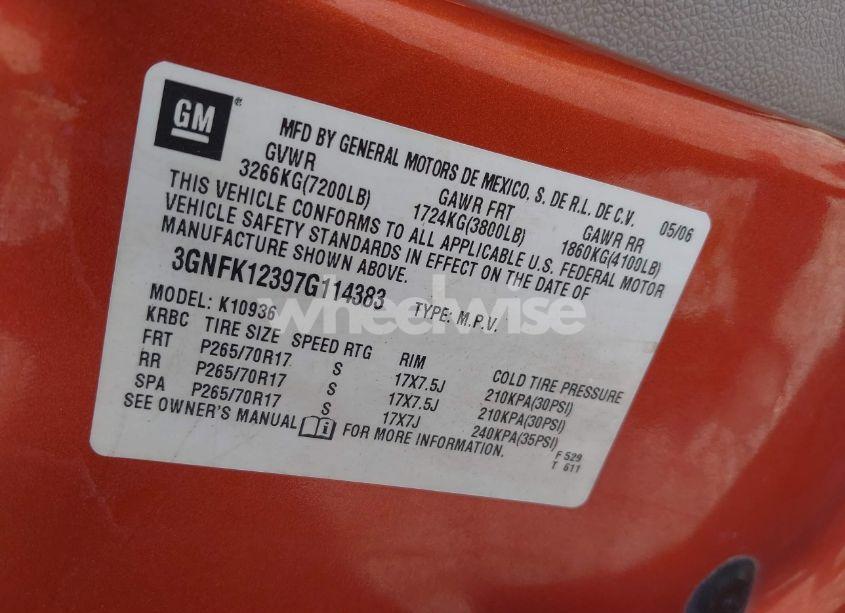 GM
MFD BY GENERAL MOTORS DE MEXICO, S. DE R.L. DE C.V. 05/06
GVWR GAWR FRT GAWR RR
3266KG(7200LB) 1724KG(3800LB) 1860KG(4100LB)
THIS VEHICLE CONFORMS TO ALL APPLICABLE U.S. FEDERAL MOTOR
VEHICLE SAFETY STANDARDS IN EFFECT ON THE DATE OF
MANUFACTURE SHOWN ABOVE.
3GNFK12397G114383 TYPE: M.P.V.
wheelwise
MODEL: K10936
KRBC TIRE SIZE SPEED RTG RIM COLD TIRE PRESSURE
FRT P265/70R17 S 17X7.5J 210KPA(30PSI)
RR P265/70R17 S 17X7.5J 210KPA(30PSI)
SPA P265/70R17 S 17X7J 240KPA(35PSI)
SEE OWNER'S MANUAL i FOR MORE INFORMATION.
F 529
T 611